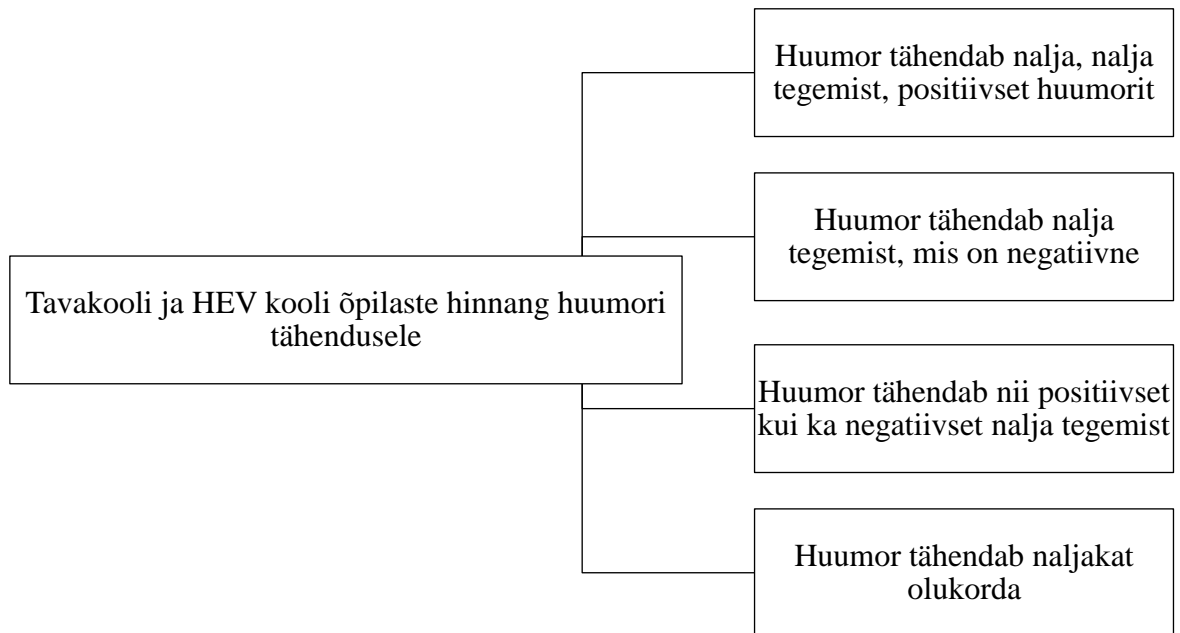 Huumor tähendab nalja, nalja
tegemist, positiivset huumorit
Huumor tähendab nalja
tegemist, mis on negatiivne
Tavakooli ja HEV kooli õpilaste hinnang huumori
tähendusele
Huumor tähendab nii positiivset
kui ka negatiivset nalja tegemist
Huumor tähendab naljakat
olukorda